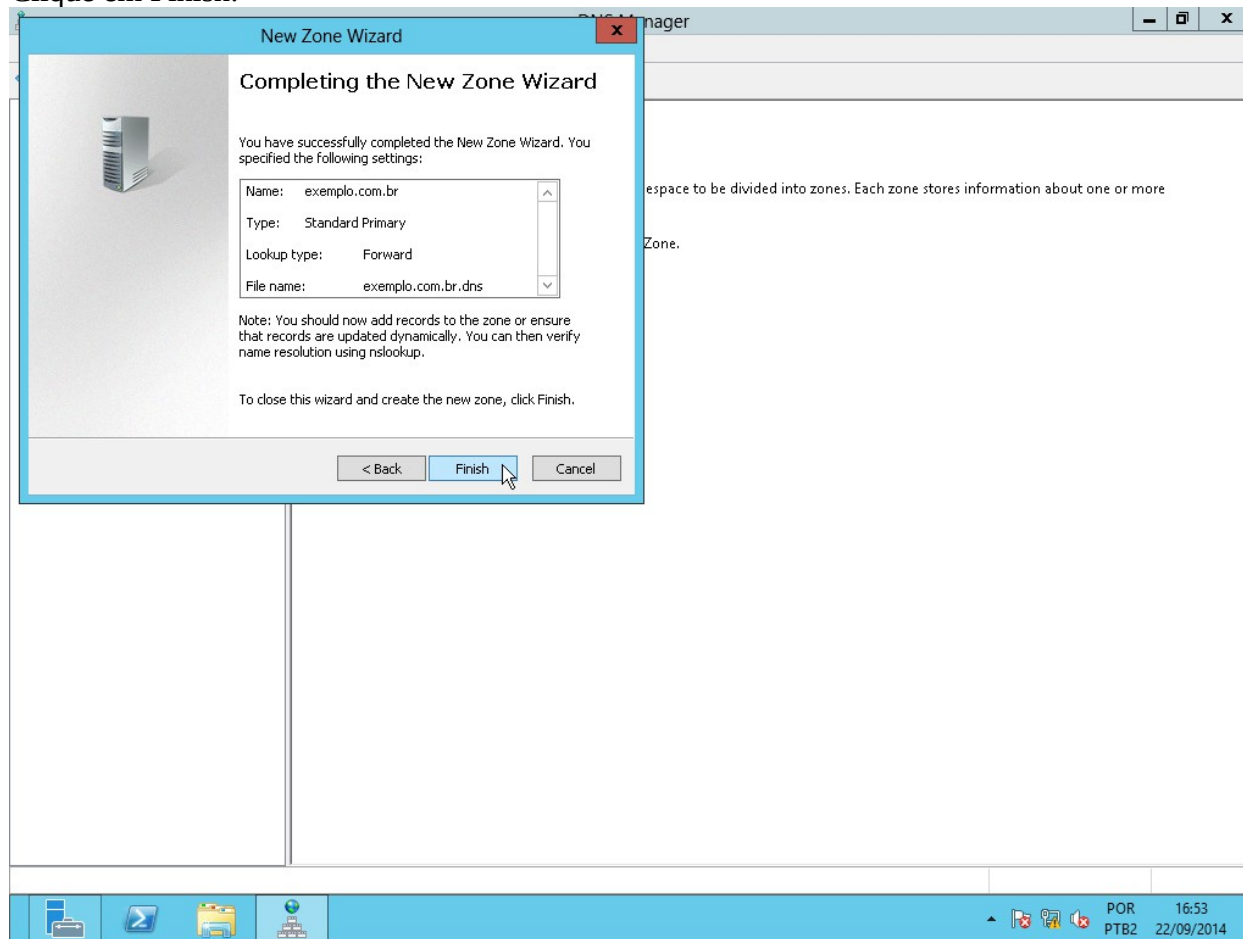 DNS Manager
New Zone Wizard
Completing the New Zone Wizard
You have successfully completed the New Zone Wizard. You
specified the following settings:
Name: exemplo.com.br
Type: Standard Primary
Lookup type: Forward
File name: exemplo.com.br.dns
Note: You should now add records to the zone or ensure
that records are updated dynamically. You can then verify
name resolution using nslookup.
To close this wizard and create the new zone, click Finish.
< Back Finish Cancel
espace to be divided into zones. Each zone stores information about one or more
Zone.
POR 16:53
PTB2 22/09/2014